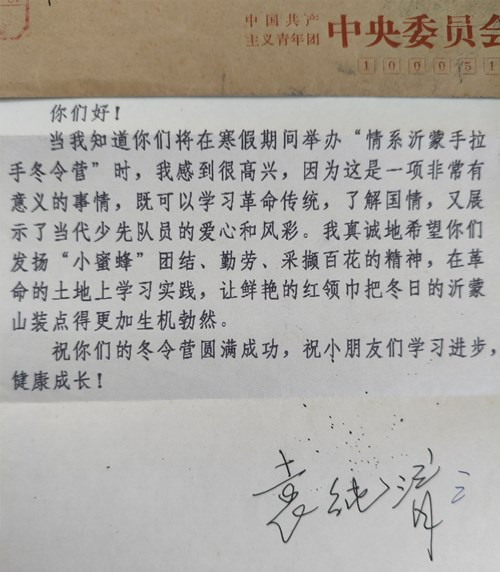 中国共产
主义青年团 中央委员会
100051
你们好！
当我知道你们将在寒假期间举办“情系沂蒙手拉
手冬令营”时，我感到很高兴，因为这是一项非常有
意义的事情，既可以学习革命传统，了解国情，又展
示了当代少先队员的爱心和风彩。我真诚地希望你们
发扬“小蜜蜂”团结、勤劳、采撷百花的精神，在革
命的土地上学习实践，让鲜艳的红领巾把冬日的沂蒙
山装点得更加生机勃然。
祝你们的冬令营圆满成功，祝小朋友们学习进步，
健康成长！
袁纯清